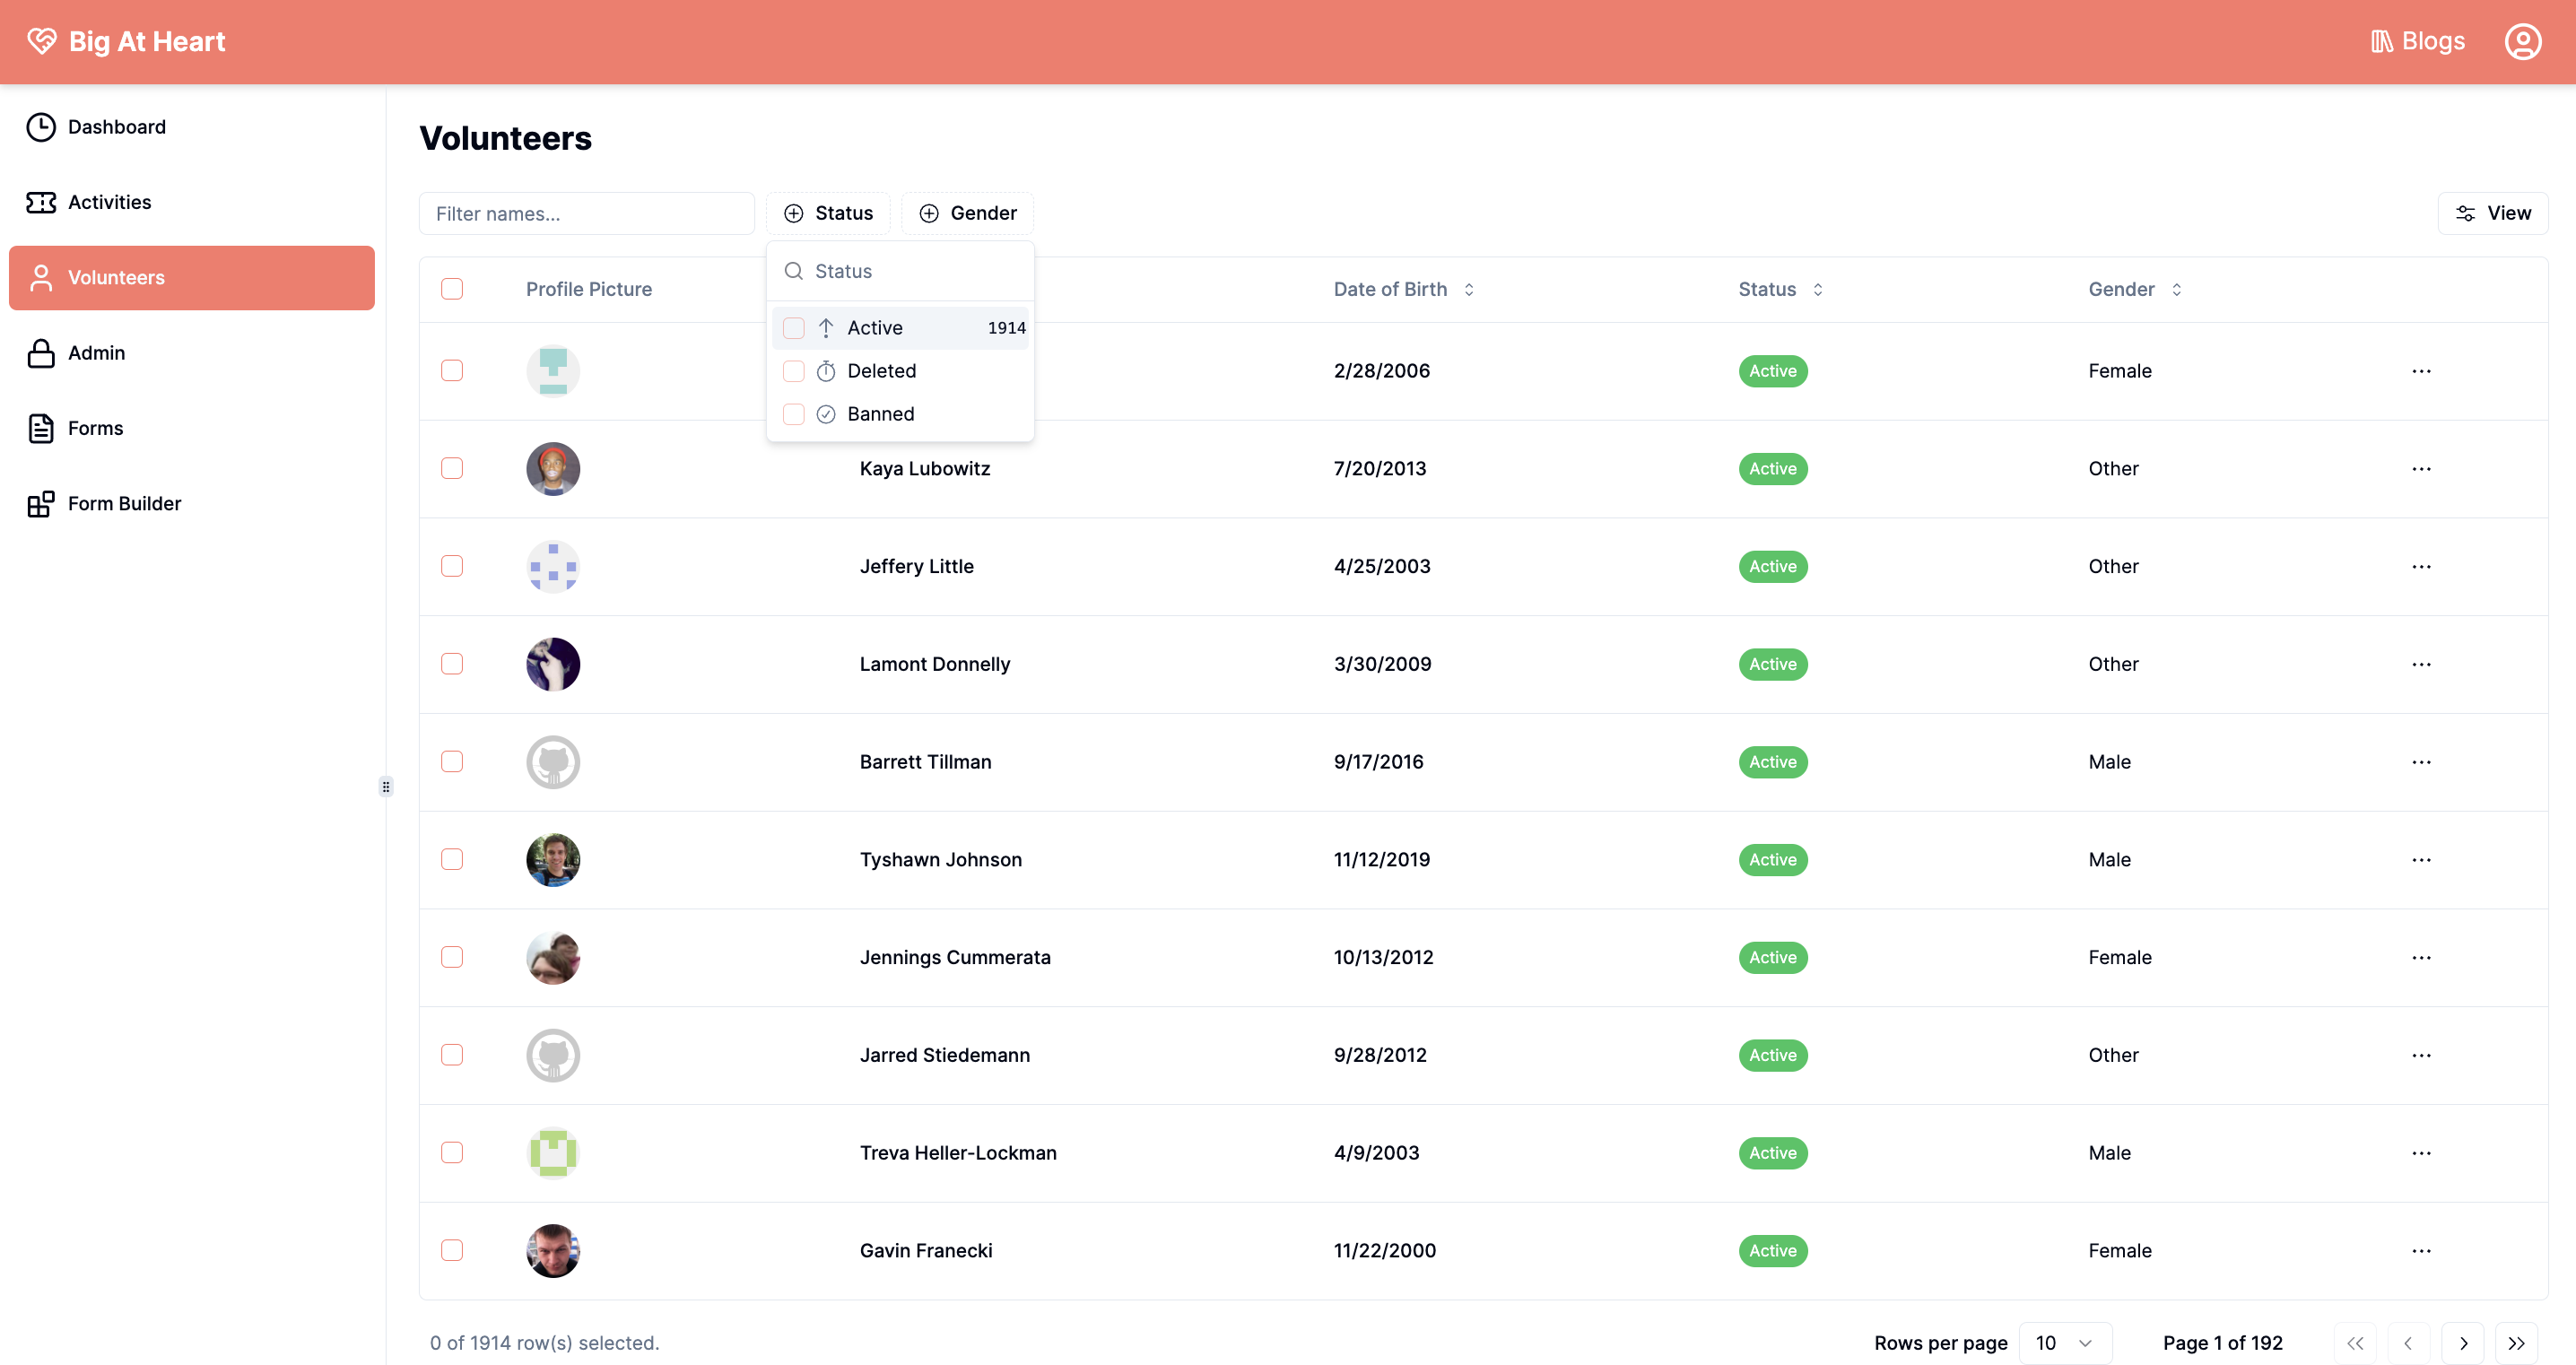 Big At Heart
Blogs
Dashboard
Activities
Volunteers
Admin
Forms
Form Builder
Volunteers
Filter names...
Status
Gender
View
Status
Active 1914
Deleted
Banned
Profile Picture Date of Birth Status Gender
2/28/2006 Active Female
Kaya Lubowitz 7/20/2013 Active Other
Jeffery Little 4/25/2003 Active Other
Lamont Donnelly 3/30/2009 Active Other
Barrett Tillman 9/17/2016 Active Male
Tyshawn Johnson 11/12/2019 Active Male
Jennings Cummerata 10/13/2012 Active Female
Jarred Stiedemann 9/28/2012 Active Other
Treva Heller-Lockman 4/9/2003 Active Male
Gavin Franecki 11/22/2000 Active Female
0 of 1914 row(s) selected.
Rows per page 10 Page 1 of 192